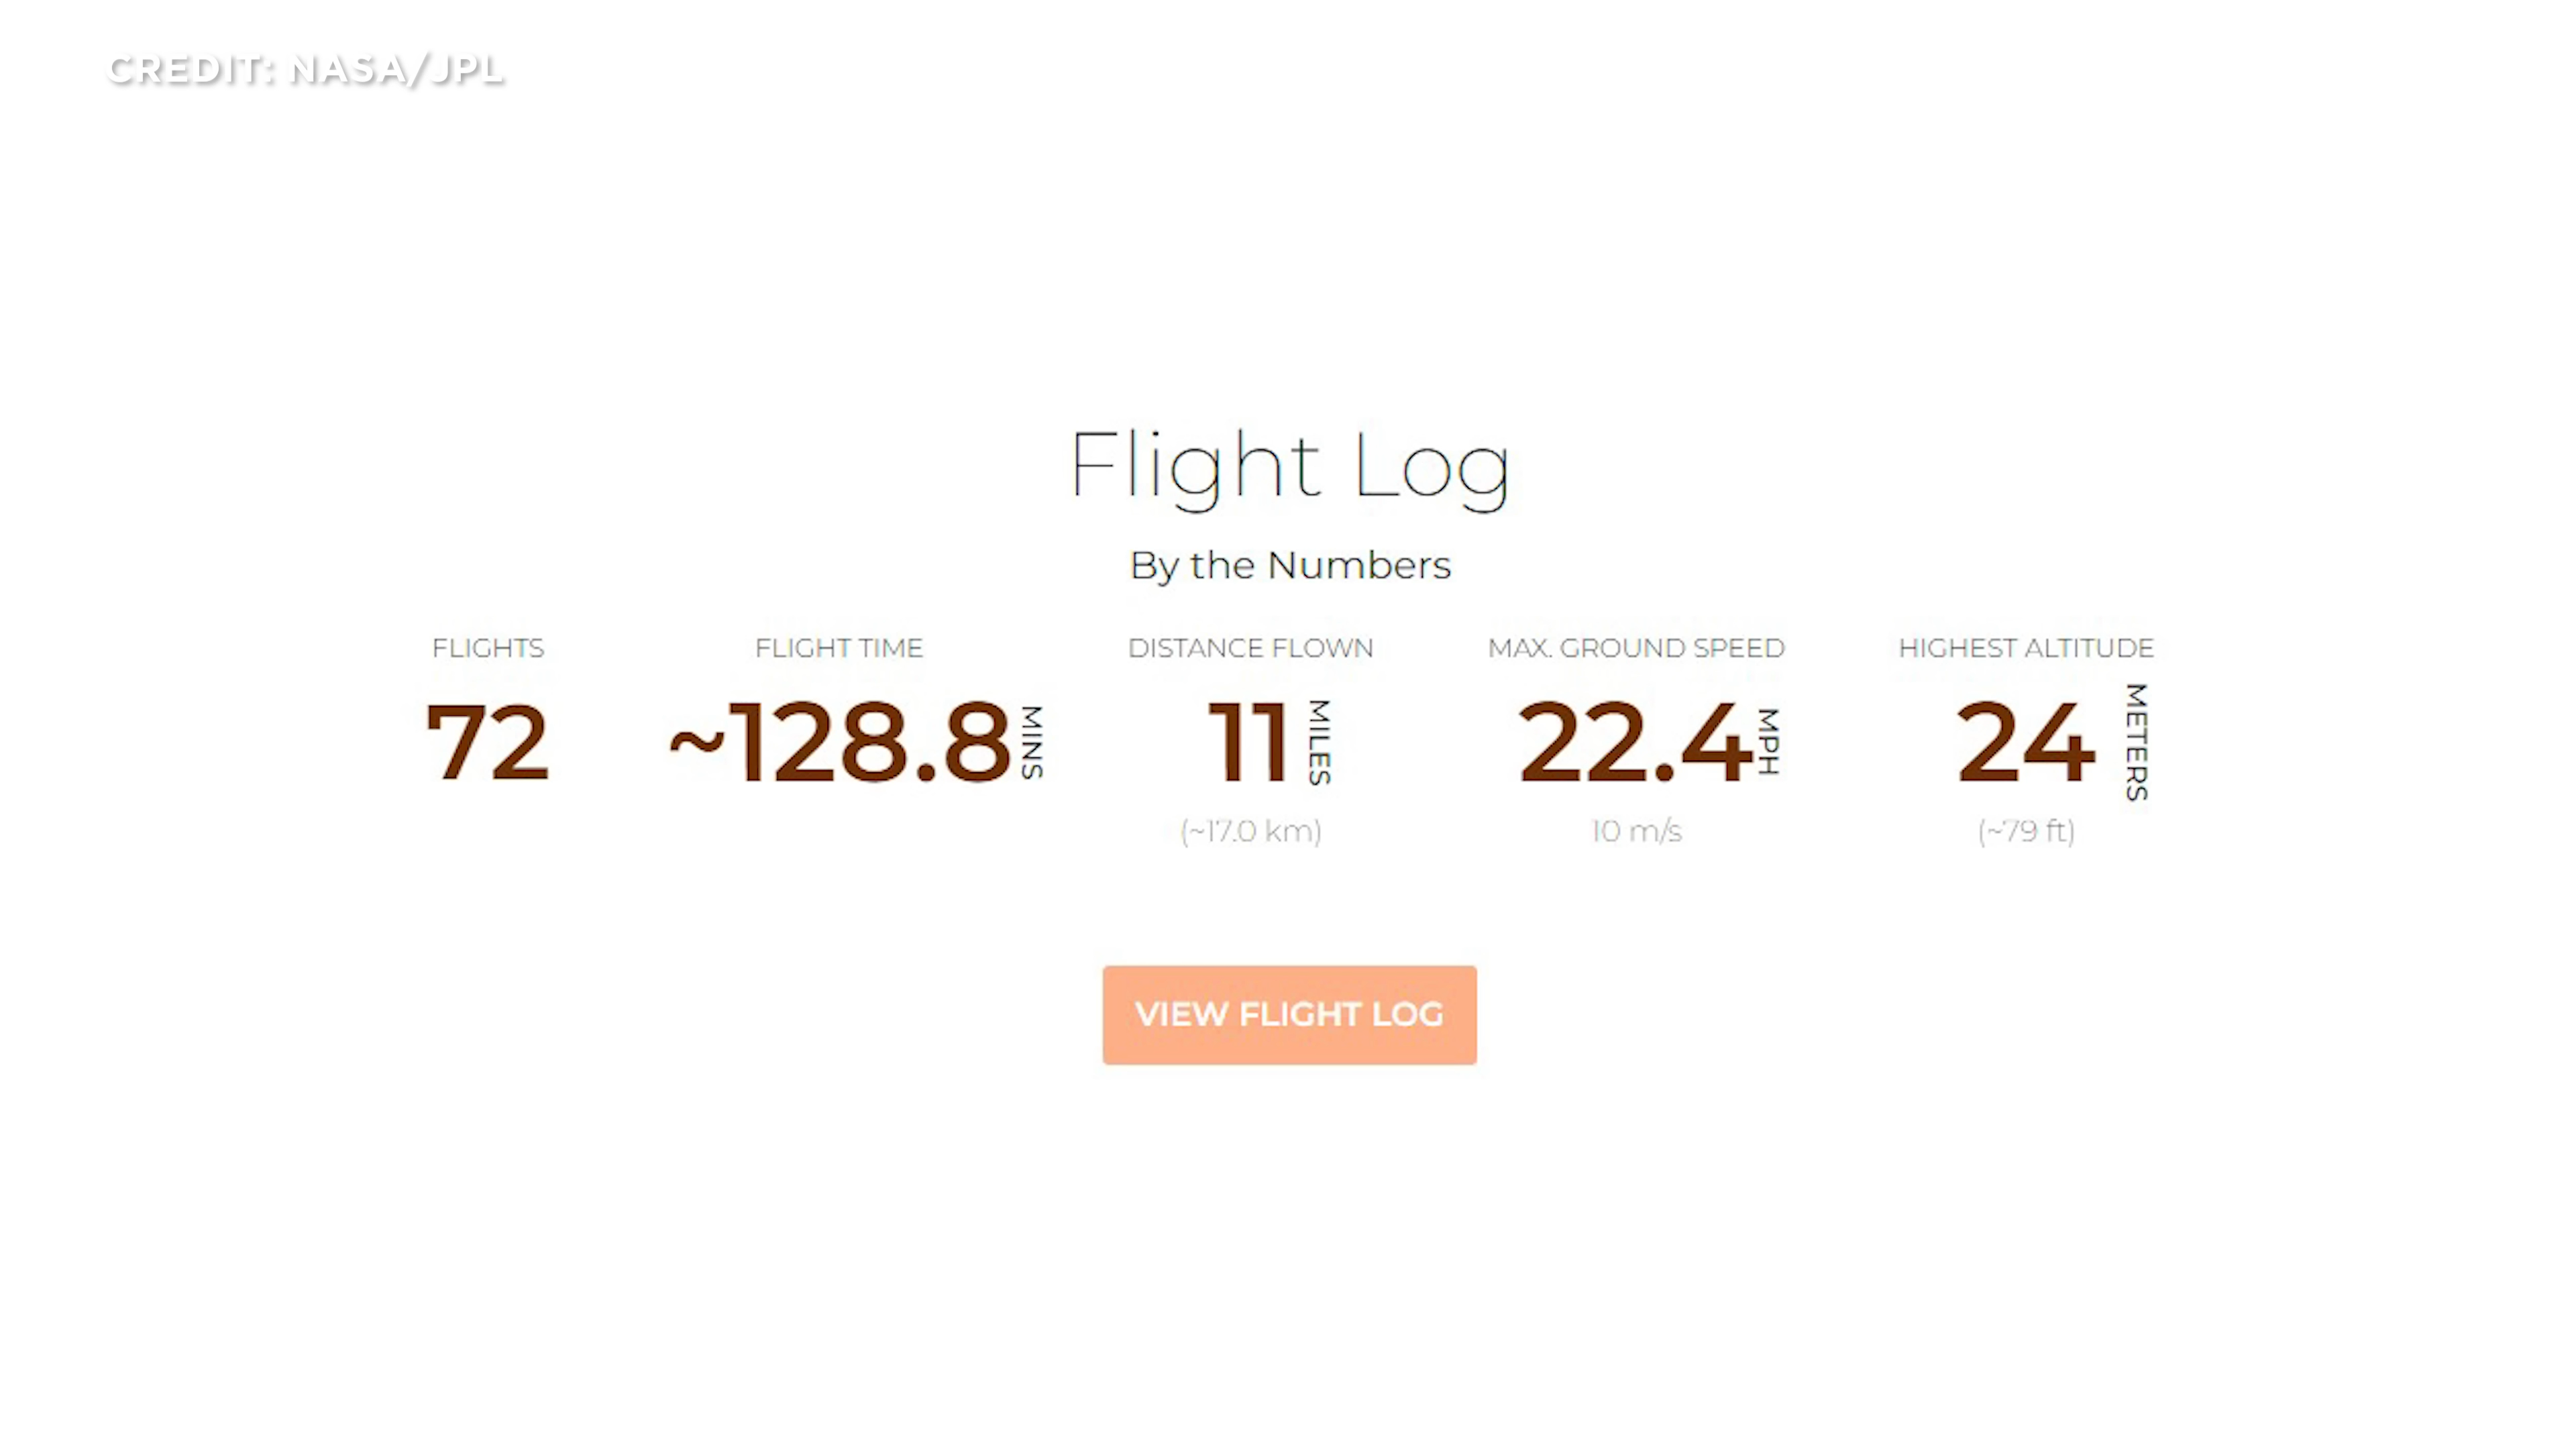 CREDIT: NASA/JPL
Flight Log
By the Numbers
FLIGHTS FLIGHT TIME DISTANCE FLOWN MAX. GROUND SPEED HIGHEST ALTITUDE
72 ~128.8 MINS 11 MILES 22.4 MPH 24 METERS
(~17.0 km) 10 m/s (~79 ft)
VIEW FLIGHT LOG